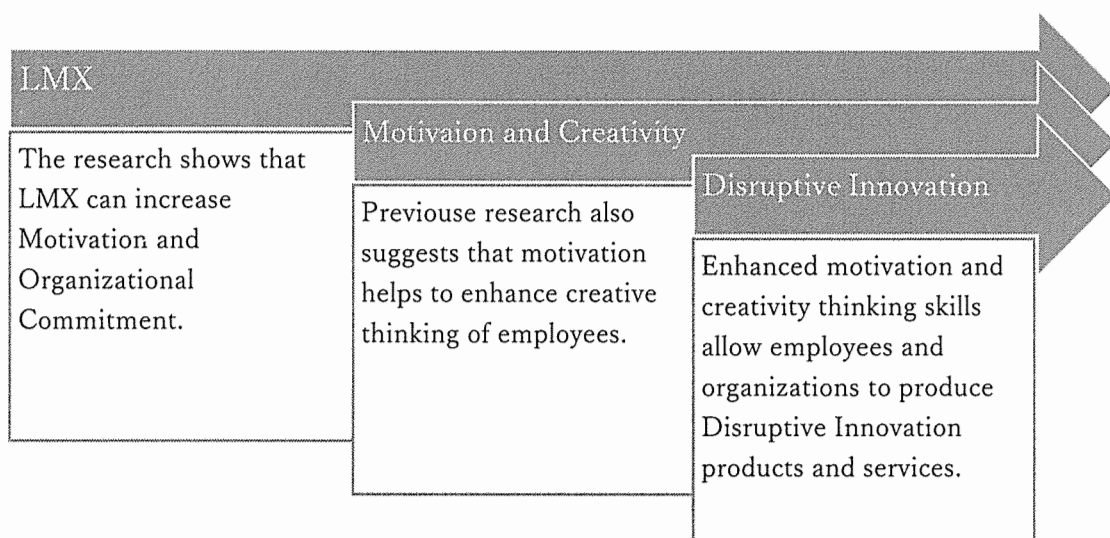 LMX
The research shows that
LMX can increase
Motivation and
Organizational
Commitment.
Motivaion and Creativity
Previouse research also
suggests that motivation
helps to enhance creative
thinking of employees.
Disruptive Innovation
Enhanced motivation and
creativity thinking skills
allow employees and
organizations to produce
Disruptive Innovation
products and services.